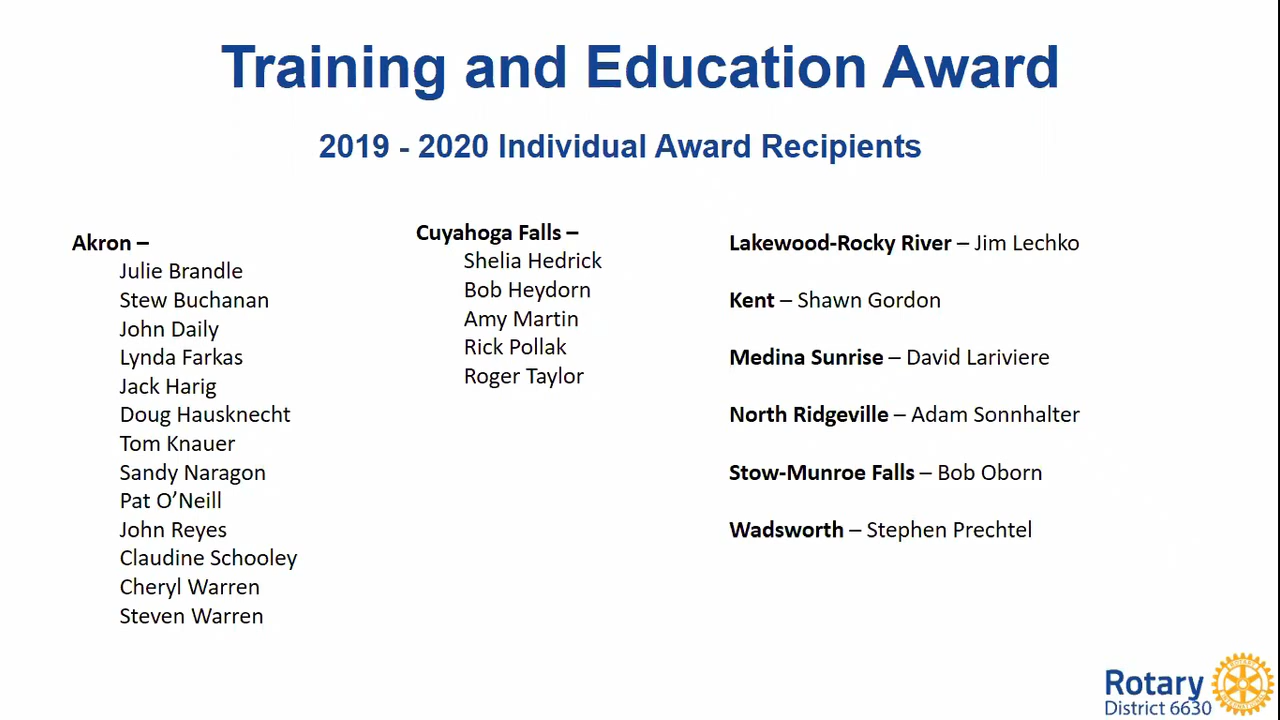 Training and Education Award
2019 - 2020 Individual Award Recipients
Akron –
Julie Brandle
Stew Buchanan
John Daily
Lynda Farkas
Jack Harig
Doug Hausknecht
Tom Knauer
Sandy Naragon
Pat O’Neill
John Reyes
Claudine Schooley
Cheryl Warren
Steven Warren
Cuyahoga Falls –
Shelia Hedrick
Bob Heydorn
Amy Martin
Rick Pollak
Roger Taylor
Lakewood-Rocky River – Jim Lechko
Kent – Shawn Gordon
Medina Sunrise – David Lariviere
North Ridgeville – Adam Sonnhalter
Stow-Munroe Falls – Bob Oborn
Wadsworth – Stephen Prechtel
Rotary
District 6630
ROTARY
INTERNATIONAL